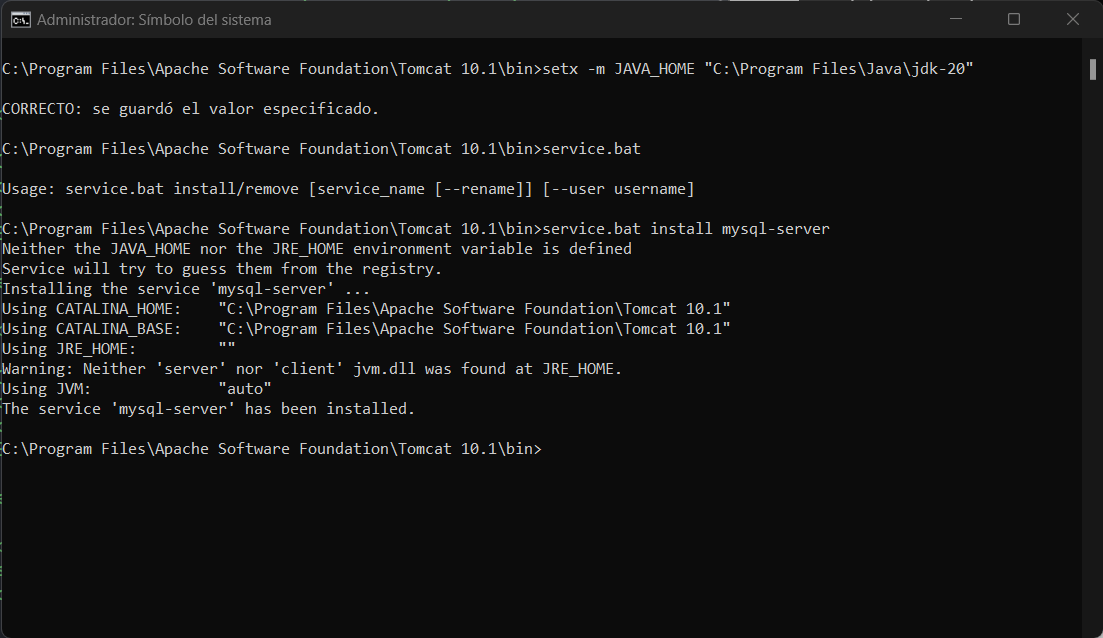 Administrador: Símbolo del sistema
C:\Program Files\Apache Software Foundation\Tomcat 10.1\bin>setx -m JAVA_HOME "C:\Program Files\Java\jdk-20"
CORRECTO: se guardó el valor especificado.
C:\Program Files\Apache Software Foundation\Tomcat 10.1\bin>service.bat
Usage: service.bat install/remove [service_name [--rename]] [--user username]
C:\Program Files\Apache Software Foundation\Tomcat 10.1\bin>service.bat install mysql-server
Neither the JAVA_HOME nor the JRE_HOME environment variable is defined
Service will try to guess them from the registry.
Installing the service 'mysql-server' ...
Using CATALINA_HOME:    "C:\Program Files\Apache Software Foundation\Tomcat 10.1"
Using CATALINA_BASE:    "C:\Program Files\Apache Software Foundation\Tomcat 10.1"
Using JRE_HOME:         ""
Warning: Neither 'server' nor 'client' jvm.dll was found at JRE_HOME.
Using JVM:              "auto"
The service 'mysql-server' has been installed.
C:\Program Files\Apache Software Foundation\Tomcat 10.1\bin>